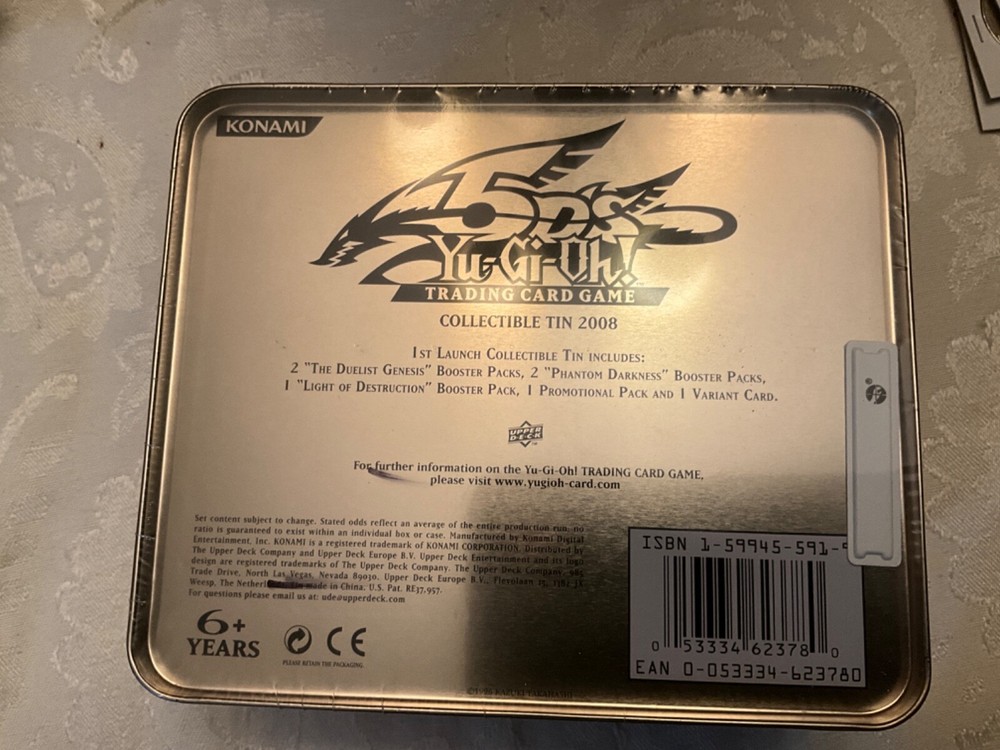 KONAMI
5D's
Yu-Gi-Oh!
TRADING CARD GAME
COLLECTIBLE TIN 2008
1ST LAUNCH COLLECTIBLE TIN INCLUDES:
2 "THE DUELIST GENESIS" BOOSTER PACKS, 2 "PHANTOM DARKNESS" BOOSTER PACKS,
1 "LIGHT OF DESTRUCTION" BOOSTER PACK, 1 PROMOTIONAL PACK AND 1 VARIANT CARD.
UPPER
DECK
For further information on the Yu-Gi-Oh! TRADING CARD GAME,
please visit www.yugioh-card.com
Set content subject to change. Stated odds reflect an average of the entire production run; no
ratio is guaranteed to exist within an individual box or case. Manufactured by Konami Digital
Entertainment, Inc. KONAMI is a registered trademark of KONAMI CORPORATION. Distributed by
The Upper Deck Company and Upper Deck Europe B.V. Upper Deck Entertainment and its logo
design are registered trademarks of The Upper Deck Company. The Upper Deck Company, 985
Trade Drive, North Las Vegas, Nevada 89030. Upper Deck Europe B.V., Flevolaan 15, 1382 JX
Weesp, The made in China. U.S. Pat. RE37,957.
For questions please email us at: ude@upperdeck.com
6+
YEARS
PLEASE RETAIN THE PACKAGING.
CE
ISBN 1-59945-591-
0 53334 62378 0
EAN 0-053334-623780
©1996 KAZUKI TAKAHASHI